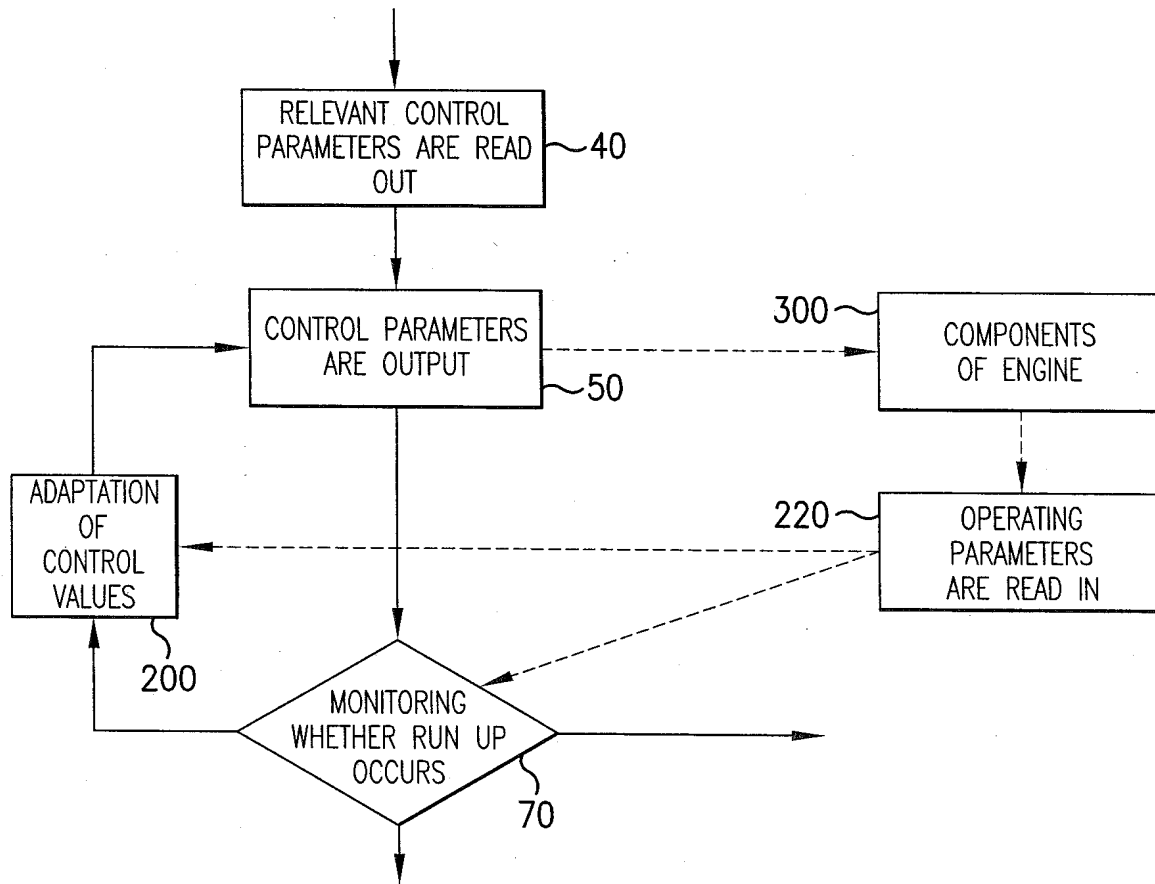 RELEVANT CONTROL
PARAMETERS ARE READ
OUT
40
CONTROL PARAMETERS
ARE OUTPUT
50
300
COMPONENTS
OF ENGINE
ADAPTATION
OF
CONTROL
VALUES
200
220
OPERATING
PARAMETERS
ARE READ IN
MONITORING
WHETHER RUN UP
OCCURS
70